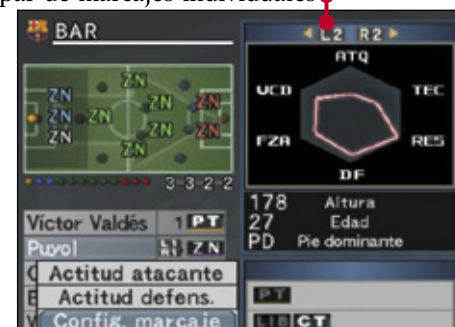 par de marcajes individuales
BAR
L2 R2
ATQ
VCD TEC
FZA RES
DF
ZN
ZN
ZN
ZN
ZN
ZN
ZN
ZN
ZN
ZN
3-3-2-2
178 Altura
27 Edad
PD Pie dominante
Víctor Valdés 1 PT
Puyol ZN
Actitud atacante
Actitud defens.
Config. marcaje
PT
LIB CT